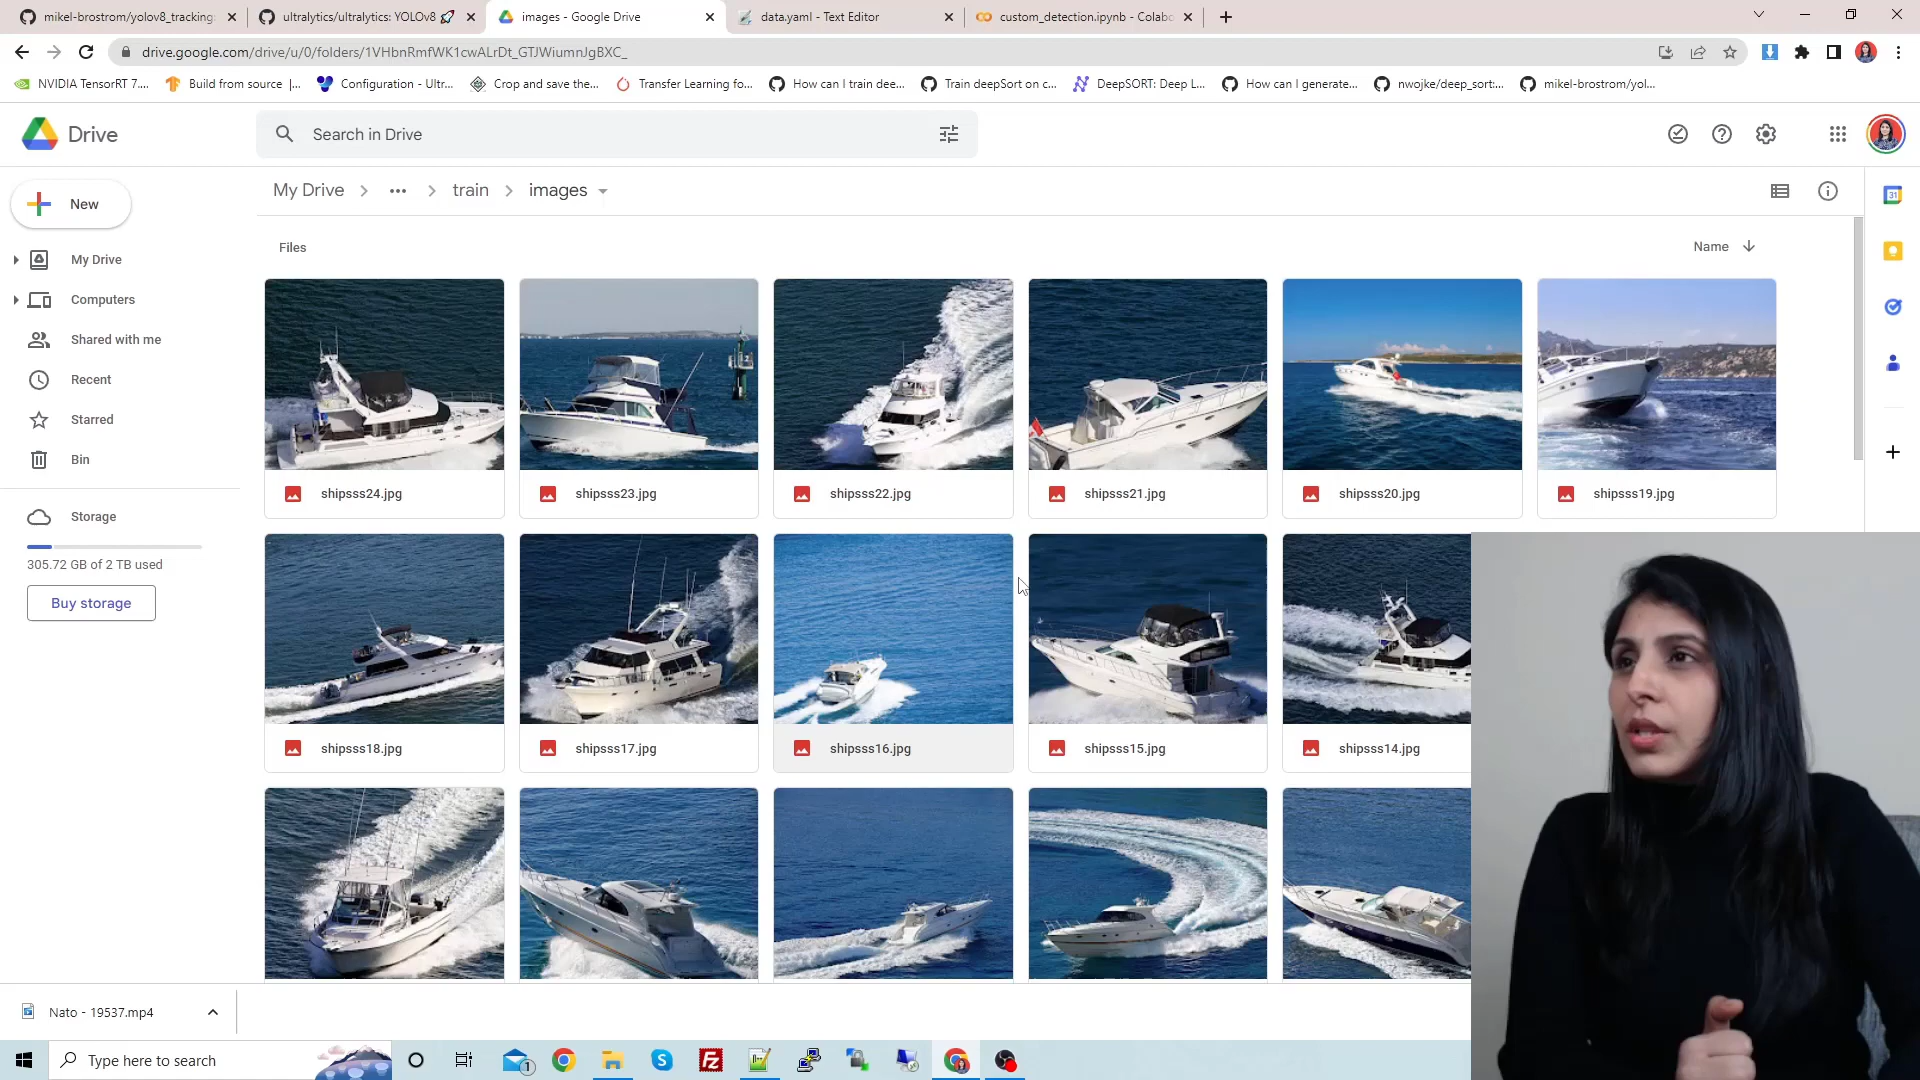 mikel-brostrom/yolov8_tracking:
ultralytics/ultralytics: YOLOv8
images - Google Drive
data.yaml - Text Editor
custom_detection.ipynb - Colabo
drive.google.com/drive/u/0/folders/1VHbnRmfWK1cwALrDt_GTJWiumnJgBXC_
NVIDIA TensorRT 7....
Build from source |...
Configuration - Ultr...
Crop and save the...
Transfer Learning fo...
How can I train dee...
Train deepSort on c...
DeepSORT: Deep L...
How can I generate...
nwojke/deep_sort:...
mikel-brostrom/yol...
Drive
Search in Drive
New
My Drive
train
images
31
Files
Name
My Drive
Computers
Shared with me
Recent
Starred
Bin
Storage
305.72 GB of 2 TB used
Buy storage
shipsss24.jpg
shipsss23.jpg
shipsss22.jpg
shipsss21.jpg
shipsss20.jpg
shipsss19.jpg
shipsss18.jpg
shipsss17.jpg
shipsss16.jpg
shipsss15.jpg
shipsss14.jpg
Nato - 19537.mp4
Type here to search
1